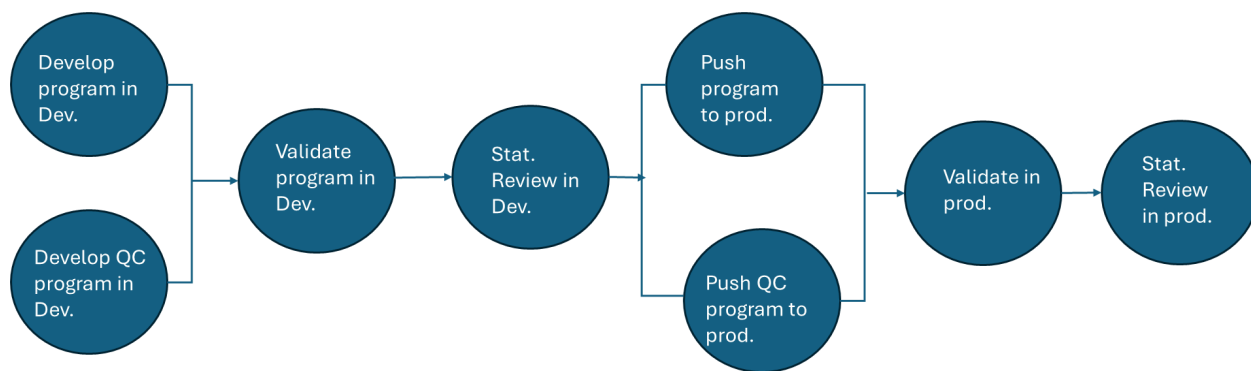 Develop
program in
Dev.
Develop QC
program in
Dev.
Validate
program in
Dev.
Stat.
Review in
Dev.
Push
program
to prod.
Push QC
program to
prod.
Validate in
prod.
Stat.
Review
in prod.